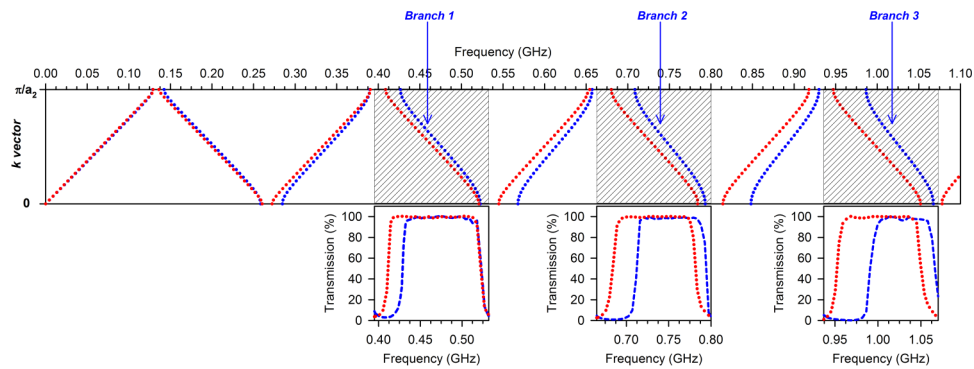 Branch 1 Branch 2 Branch 3
Frequency (GHz)
0.00 0.05 0.10 0.15 0.20 0.25 0.30 0.35 0.40 0.45 0.50 0.55 0.60 0.65 0.70 0.75 0.80 0.85 0.90 0.95 1.00 1.05 1.10
π/a₂
k vector
0
Transmission (%)
100
80
60
40
20
0
0.40 0.45 0.50
Frequency (GHz)
Transmission (%)
100
80
60
40
20
0
0.70 0.75 0.80
Frequency (GHz)
Transmission (%)
100
80
60
40
20
0
0.95 1.00 1.05
Frequency (GHz)